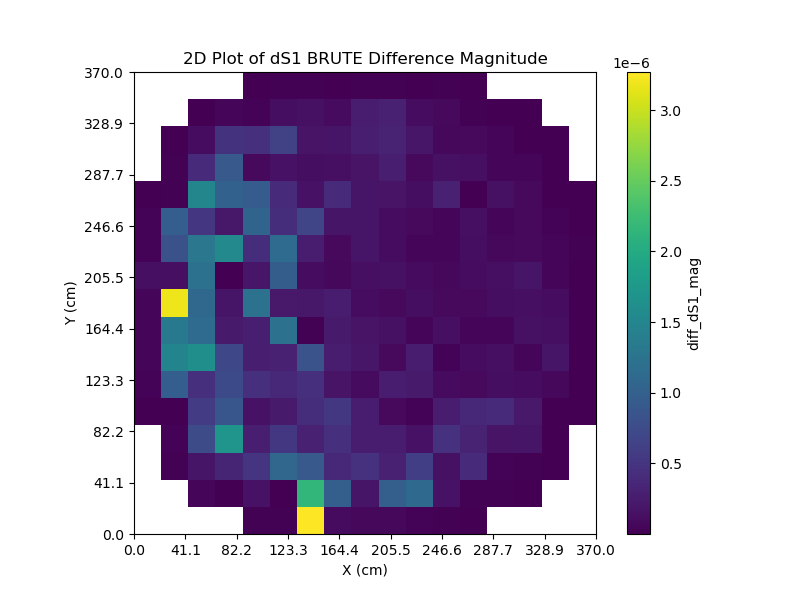 2D Plot of dS1 BRUTE Difference Magnitude
1e−6
370.0
328.9
287.7
246.6
205.5
164.4
123.3
82.2
41.1
0.0
Y (cm)
0.0 41.1 82.2 123.3 164.4 205.5 246.6 287.7 328.9 370.0
X (cm)
3.0
2.5
2.0
1.5
1.0
0.5
diff_dS1_mag